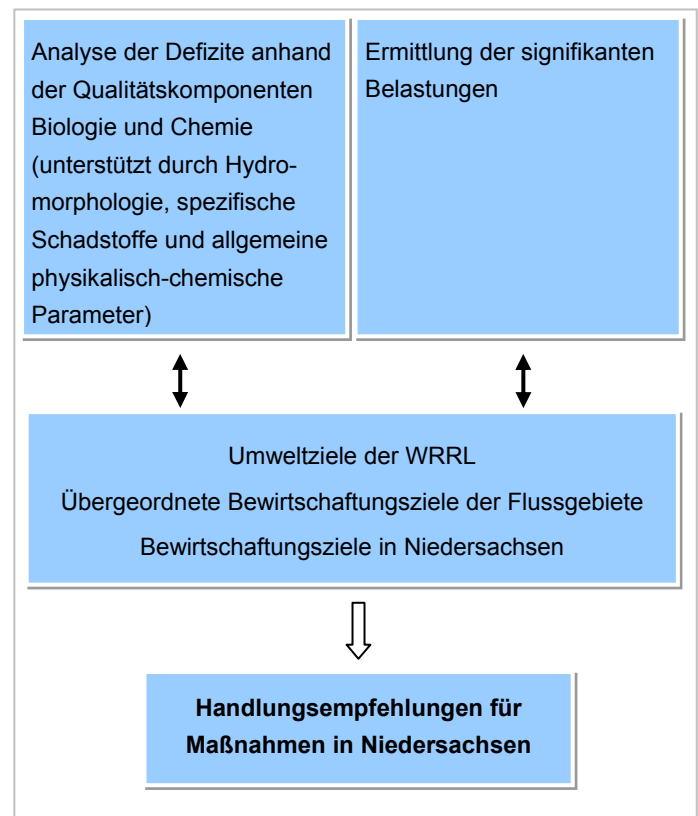 Analyse der Defizite anhand
der Qualitätskomponenten
Biologie und Chemie
(unterstützt durch Hydro-
morphologie, spezifische
Schadstoffe und allgemeine
physikalisch-chemische
Parameter)
Ermittlung der signifikanten
Belastungen
Umweltziele der WRRL
Übergeordnete Bewirtschaftungsziele der Flussgebiete
Bewirtschaftungsziele in Niedersachsen
Handlungsempfehlungen für
Maßnahmen in Niedersachsen